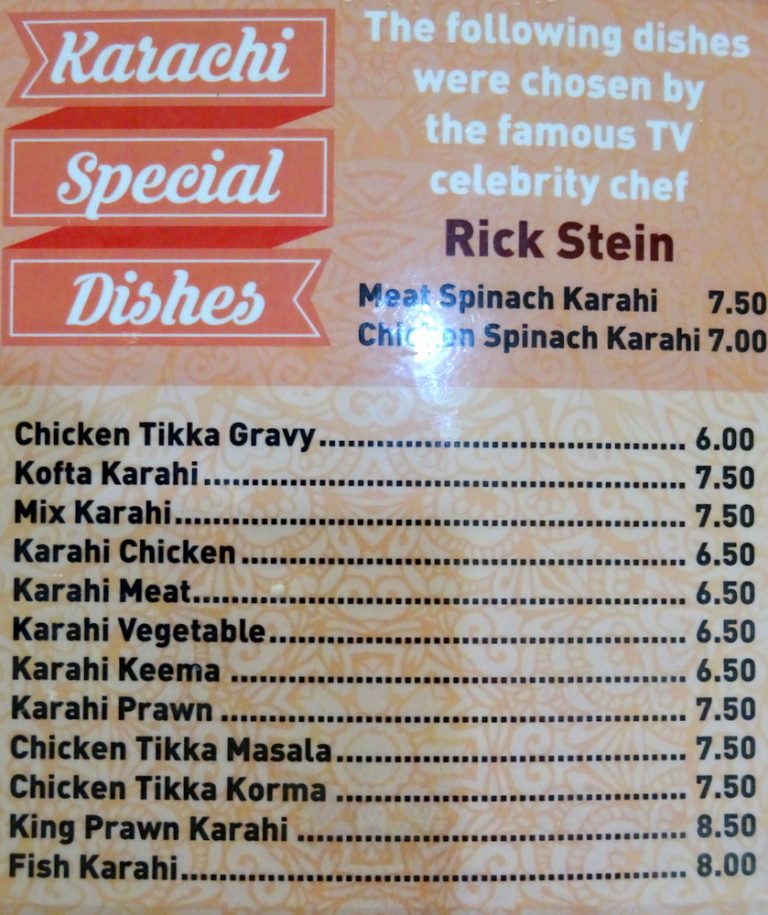 Karachi
Special
Dishes
The following dishes
were chosen by
the famous TV
celebrity chef
Rick Stein
Meat Spinach Karahi 7.50
Chicken Spinach Karahi 7.00
Chicken Tikka Gravy........................................ 6.00
Kofta Karahi........................................ 7.50
Mix Karahi........................................ 7.50
Karahi Chicken........................................ 6.50
Karahi Meat........................................ 6.50
Karahi Vegetable........................................ 6.50
Karahi Keema ........................................ 6.50
Karahi Prawn ........................................ 7.50
Chicken Tikka Masala........................................ 7.50
Chicken Tikka Korma ........................................ 7.50
King Prawn Karahi ........................................ 8.50
Fish Karahi........................................ 8.00